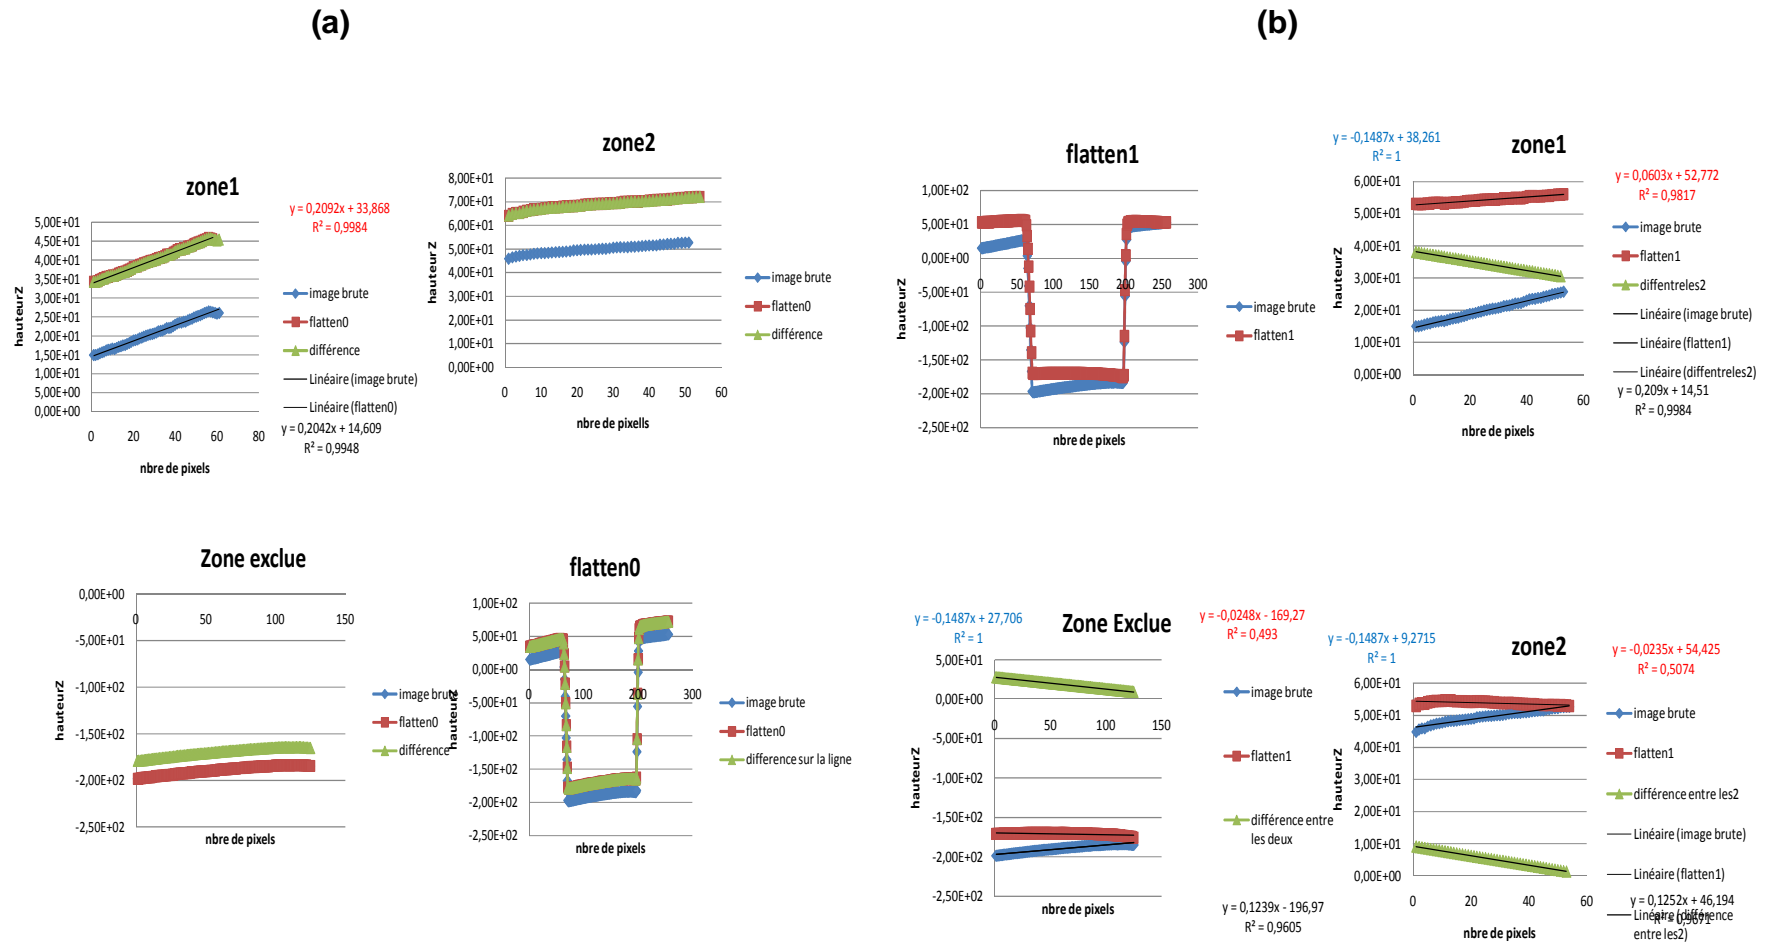 (a)
(b)
zone1
y = 0,2092x + 33,868
R² = 0,9984
5,00E+01
4,50E+01
4,00E+01
3,50E+01
3,00E+01
2,50E+01
2,00E+01
1,50E+01
1,00E+01
5,00E+00
0,00E+00
hauteurZ
0 20 40 60 80
nbre de pixels
image brute
flatten0
différence
Linéaire (image brute)
Linéaire (flatten0)
y = 0,2042x + 14,609
R² = 0,9948
zone2
8,00E+01
7,00E+01
6,00E+01
5,00E+01
4,00E+01
3,00E+01
2,00E+01
1,00E+01
0,00E+00
hauteurZ
0 10 20 30 40 50 60
nbre de pixells
image brute
flatten0
différence
flatten1
1,00E+02
5,00E+01
0,00E+00
-5,00E+01
-1,00E+02
-1,50E+02
-2,00E+02
-2,50E+02
hauteurZ
0 50 100 150 200 250 300
nbre de pixels
image brute
flatten1
y = -0,1487x + 38,261
R² = 1
zone1
y = 0,0603x + 52,772
R² = 0,9817
6,00E+01
5,00E+01
4,00E+01
3,00E+01
2,00E+01
1,00E+01
0,00E+00
hauteurZ
0 20 40 60
nbre de pixels
image brute
flatten1
diffentreles2
Linéaire (image brute)
Linéaire (flatten1)
Linéaire (diffentreles2)
y = 0,209x + 14,51
R² = 0,9984
Zone exclue
0,00E+00
-5,00E+01
-1,00E+02
-1,50E+02
-2,00E+02
-2,50E+02
hauteurZ
0 50 100 150
nbre de pixels
image brute
flatten0
différence
flatten0
1,00E+02
5,00E+01
0,00E+00
-5,00E+01
-1,00E+02
-1,50E+02
-2,00E+02
-2,50E+02
hauteurZ
0 100 200 300
nbre de pixels
image brute
flatten0
difference sur la ligne
y = -0,1487x + 27,706
R² = 1
Zone Exclue
y = -0,0248x - 169,27
R² = 0,493
5,00E+01
0,00E+00
-5,00E+01
-1,00E+02
-1,50E+02
-2,00E+02
-2,50E+02
hauteurZ
0 50 100 150
nbre de pixels
image brute
flatten1
différence entre
les deux
y = 0,1239x - 196,97
R² = 0,9605
y = -0,1487x + 9,2715
R² = 1
zone2
y = -0,0235x + 54,425
R² = 0,5074
6,00E+01
5,00E+01
4,00E+01
3,00E+01
2,00E+01
1,00E+01
0,00E+00
hauteurZ
0 20 40 60
nbre de pixels
image brute
flatten1
différence entre les2
Linéaire (image brute)
Linéaire (flatten1)
y = 0,1252x + 46,194
R² = 0,9671
Linéaire (différence
entre les2)